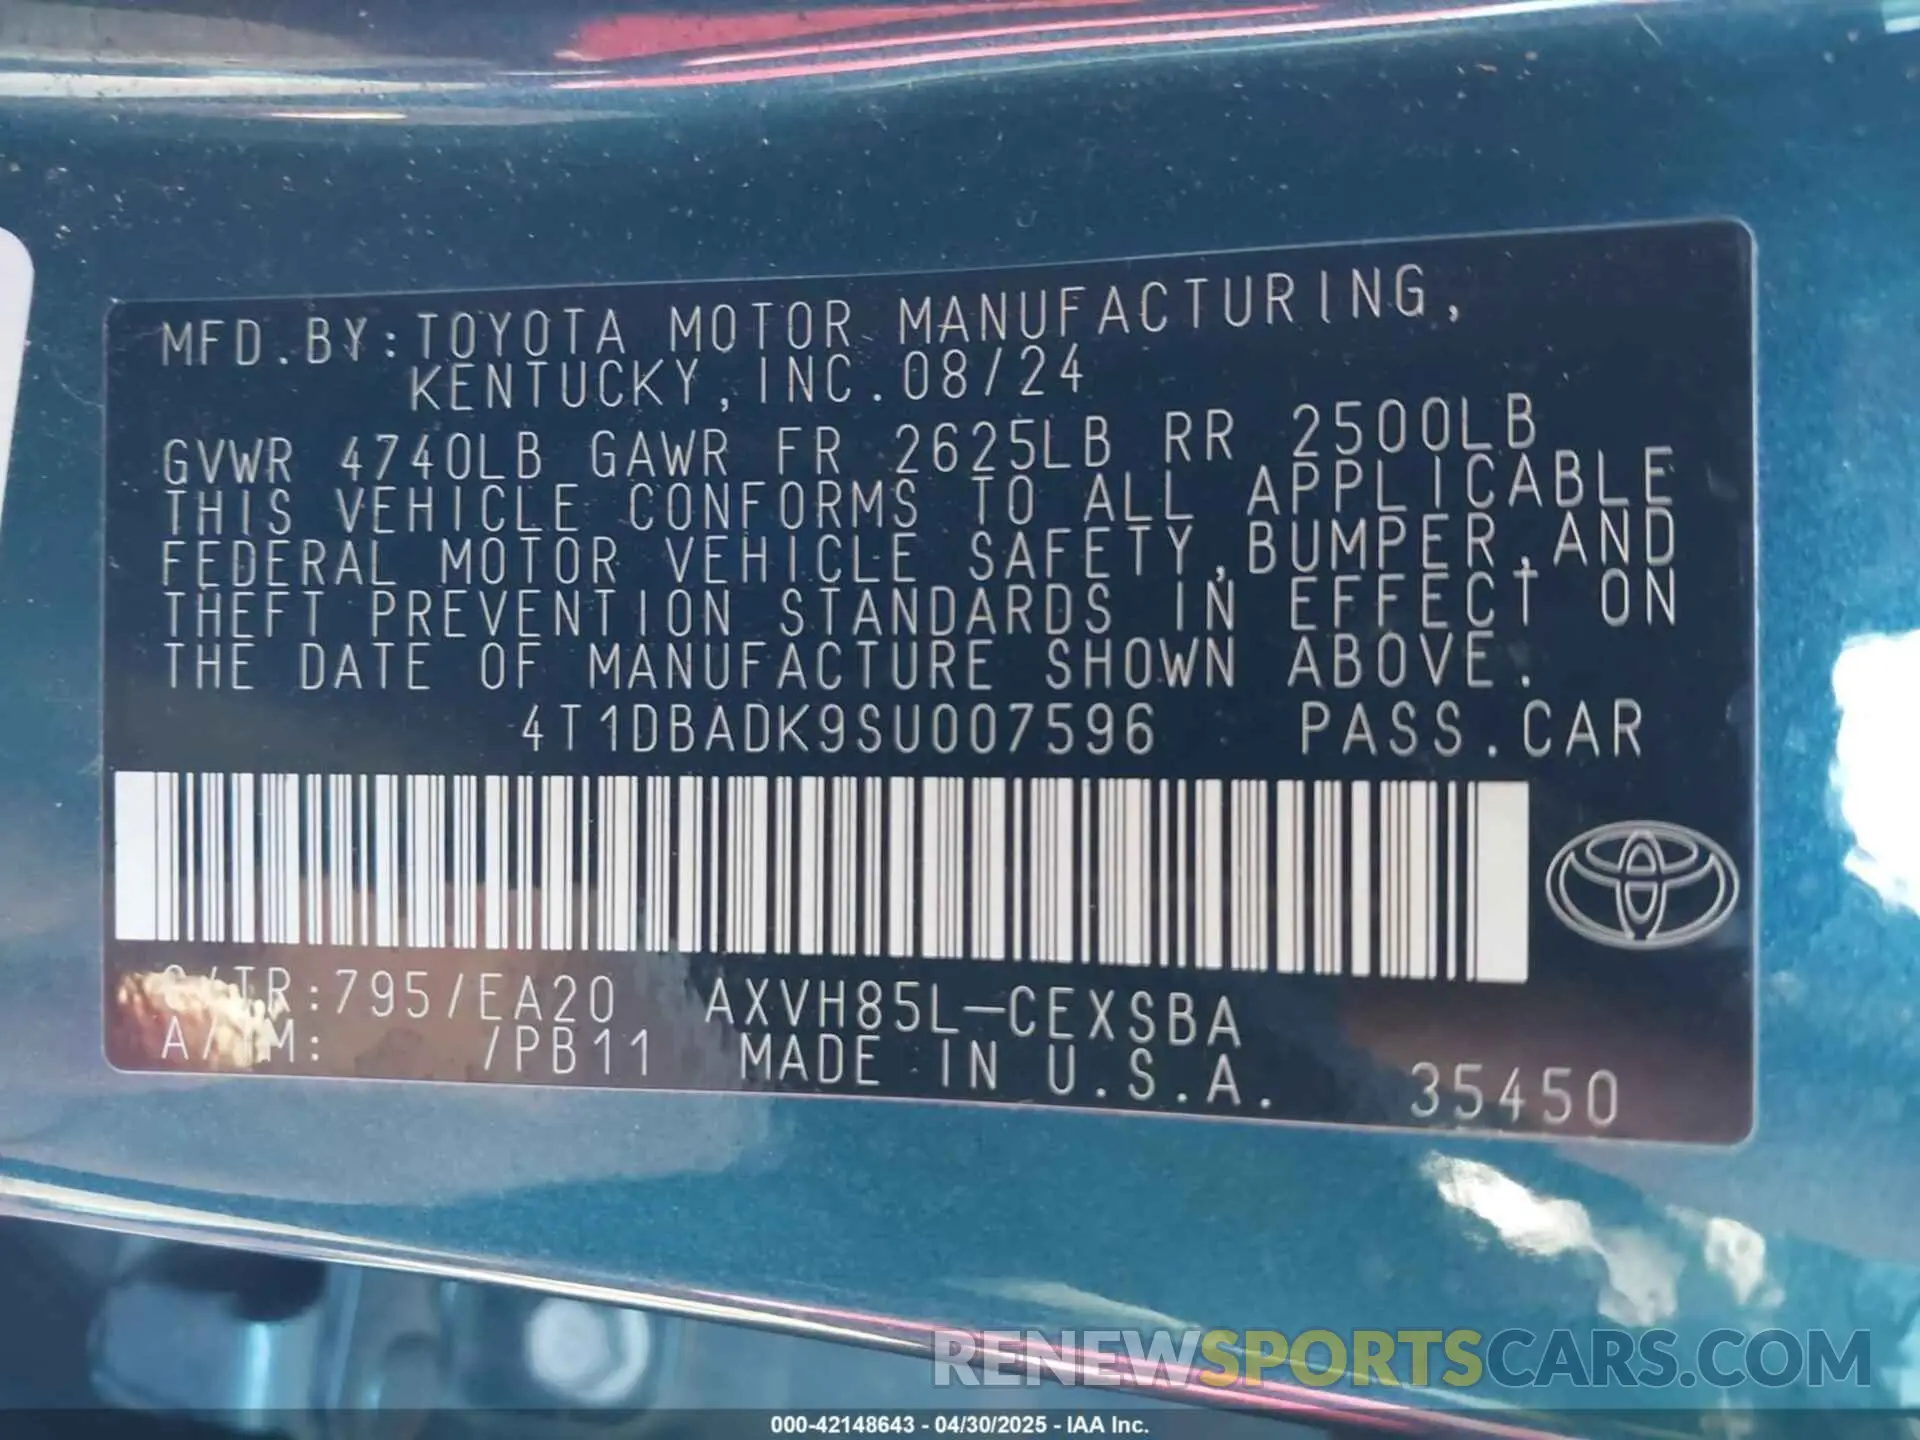 MFD.BY:TOYOTA MOTOR MANUFACTURING,
KENTUCKY,INC.08/24
GVWR 4740LB GAWR FR 2625LB RR 2500LB
THIS VEHICLE CONFORMS TO ALL APPLICABLE
FEDERAL MOTOR VEHICLE SAFETY,BUMPER,AND
THEFT PREVENTION STANDARDS IN EFFECT ON
THE DATE OF MANUFACTURE SHOWN ABOVE.
4T1DBADK9SU007596 PASS.CAR
C/TR:795/EA20 AXVH85L-CEXSBA
A/TM: /PB11 MADE IN U.S.A. 35450
RENEWSPORTSCARS.COM
000-42148643 - 04/30/2025 - IAA Inc.